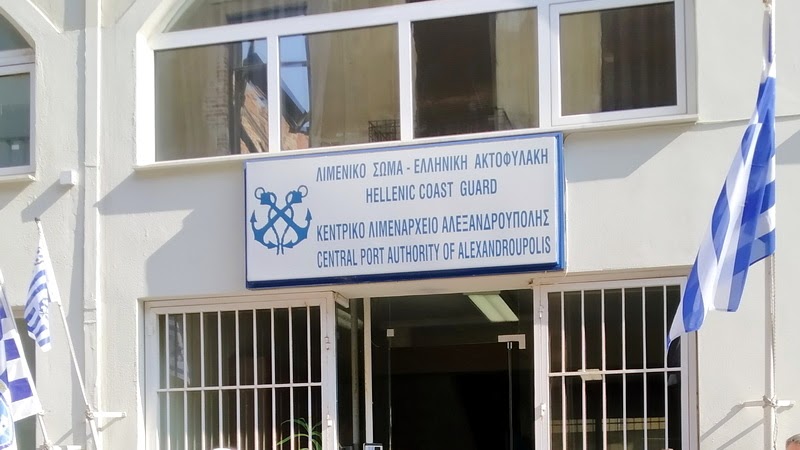 ΛΙΜΕΝΙΚΟ ΣΩΜΑ - ΕΛΛΗΝΙΚΗ ΑΚΤΟΦΥΛΑΚΗ
HELLENIC COAST GUARD
ΚΕΝΤΡΙΚΟ ΛΙΜΕΝΑΡΧΕΙΟ ΑΛΕΞΑΝΔΡΟΥΠΟΛΗΣ
CENTRAL PORT AUTHORITY OF ALEXANDROUPOLIS